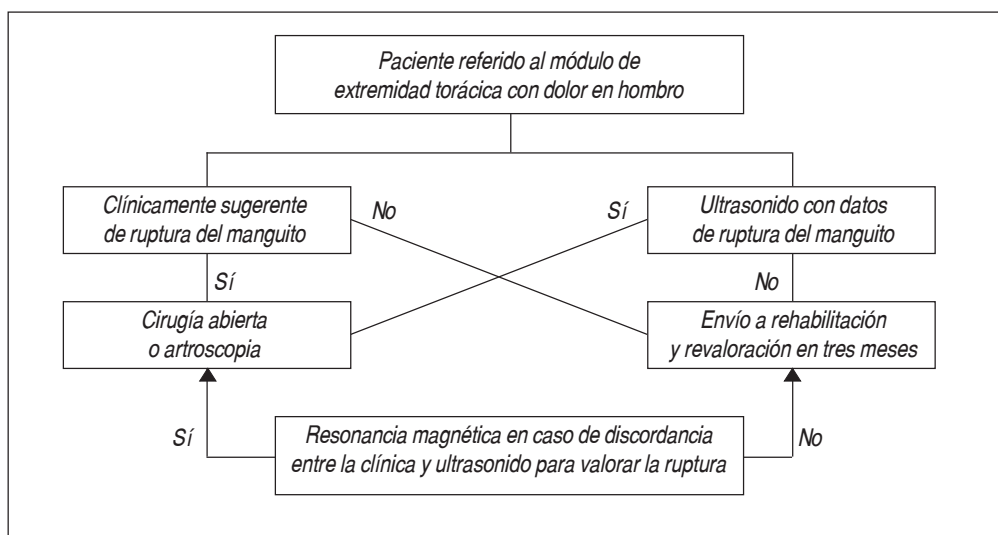 Paciente referido al módulo de
extremidad torácica con dolor en hombro
Clínicamente sugerente
de ruptura del manguito
No
Sí
Ultrasonido con datos
de ruptura del manguito
Sí
No
Cirugía abierta
o artroscopia
Envío a rehabilitación
y revaloración en tres meses
Sí
Resonancia magnética en caso de discordancia
entre la clínica y ultrasonido para valorar la ruptura
No